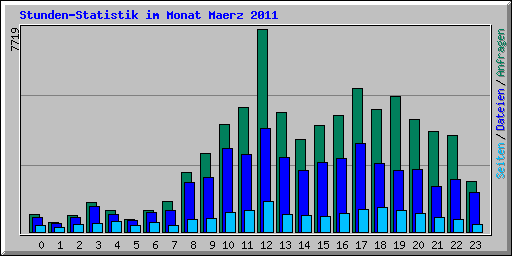 Stunden-Statistik im Monat Maerz 2011
7719
Seiten / Dateien / Anfragen
0 1 2 3 4 5 6 7 8 9 10 11 12 13 14 15 16 17 18 19 20 21 22 23